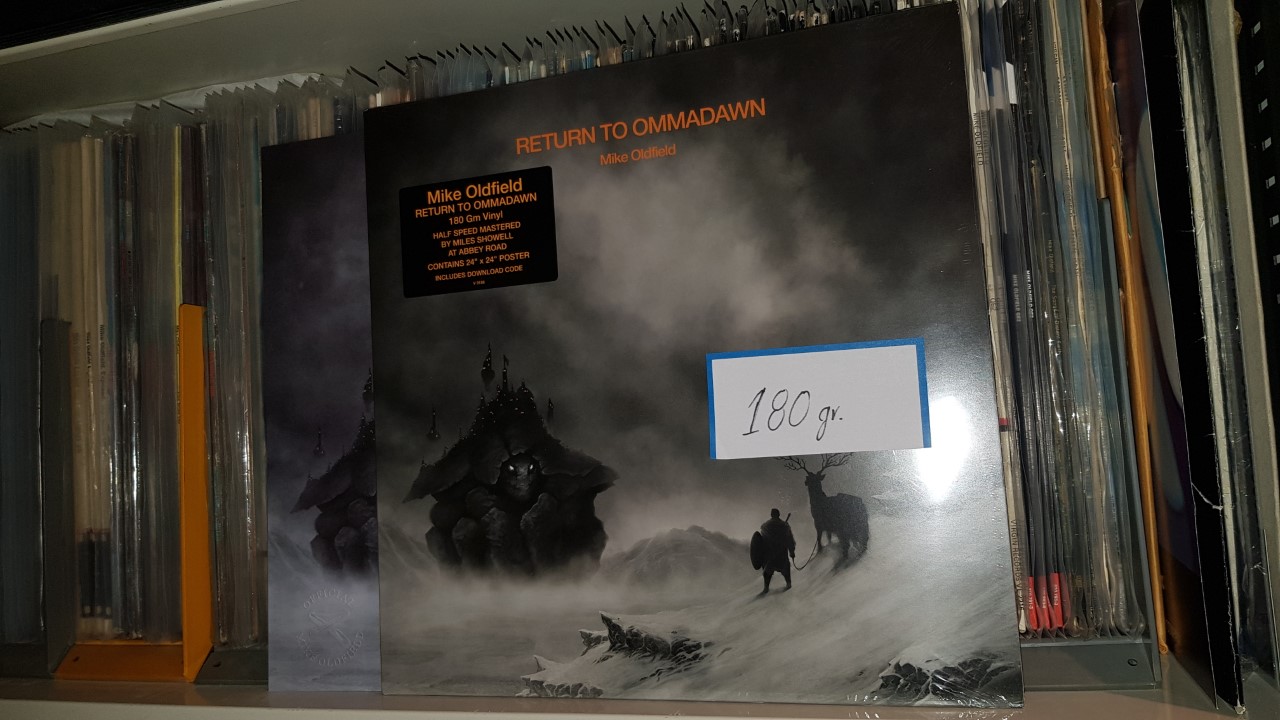 RETURN TO OMMADAWN
Mike Oldfield
Mike Oldfield
RETURN TO OMMADAWN
180 Gm Vinyl
HALF SPEED MASTERED
BY MILES SHOWELL
AT ABBEY ROAD
CONTAINS 24" x 24" POSTER
INCLUDES DOWNLOAD CODE
180 gr.
OFFICIAL